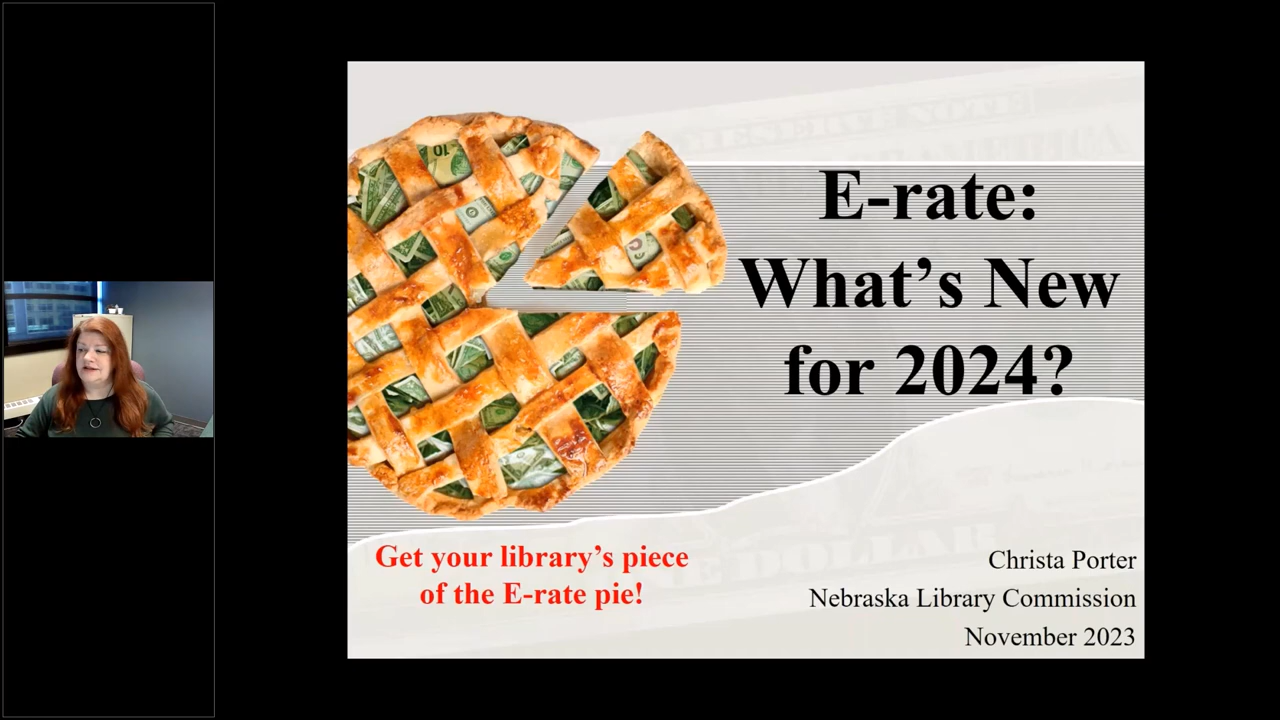 E-rate:
What's New
for 2024?
Get your library's piece
of the E-rate pie!
Christa Porter
Nebraska Library Commission
November 2023